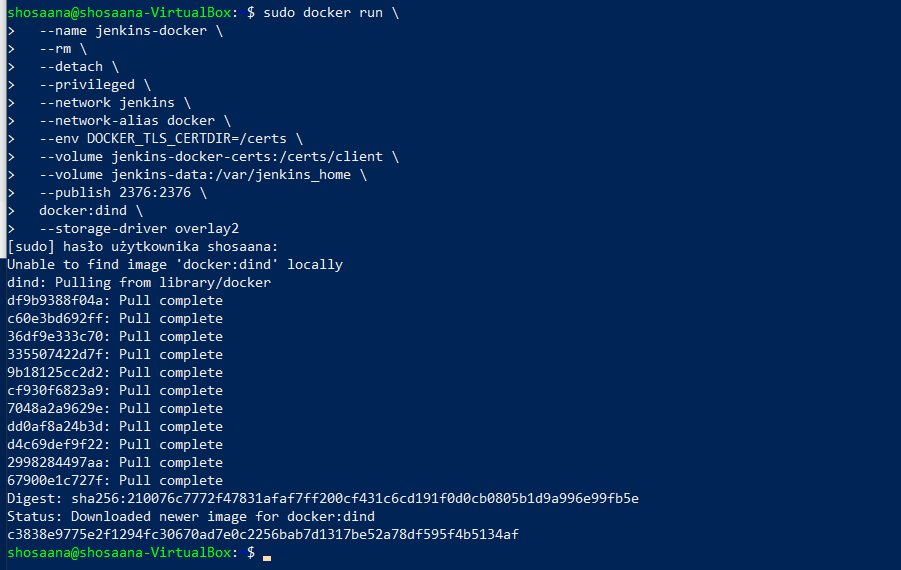 shosaana@shosaana-VirtualBox:~$ sudo docker run \
>   --name jenkins-docker \
>   --rm \
>   --detach \
>   --privileged \
>   --network jenkins \
>   --network-alias docker \
>   --env DOCKER_TLS_CERTDIR=/certs \
>   --volume jenkins-docker-certs:/certs/client \
>   --volume jenkins-data:/var/jenkins_home \
>   --publish 2376:2376 \
>   docker:dind \
>   --storage-driver overlay2
[sudo] hasło użytkownika shosaana:
Unable to find image 'docker:dind' locally
dind: Pulling from library/docker
df9b9388f04a: Pull complete
c60e3bd692ff: Pull complete
36df9e333c70: Pull complete
335507422d7f: Pull complete
9b18125cc2d2: Pull complete
cf930f6823a9: Pull complete
7048a2a9629e: Pull complete
dd0af8a24b3d: Pull complete
d4c69def9f22: Pull complete
2998284497aa: Pull complete
67900e1c727f: Pull complete
Digest: sha256:210076c7772f47831afaf7ff200cf431c6cd191f0d0cb0805b1d9a996e99fb5e
Status: Downloaded newer image for docker:dind
c3838e9775e2f1294fc30670ad7e0c2256bab7d1317be52a78df595f4b5134af
shosaana@shosaana-VirtualBox:~$